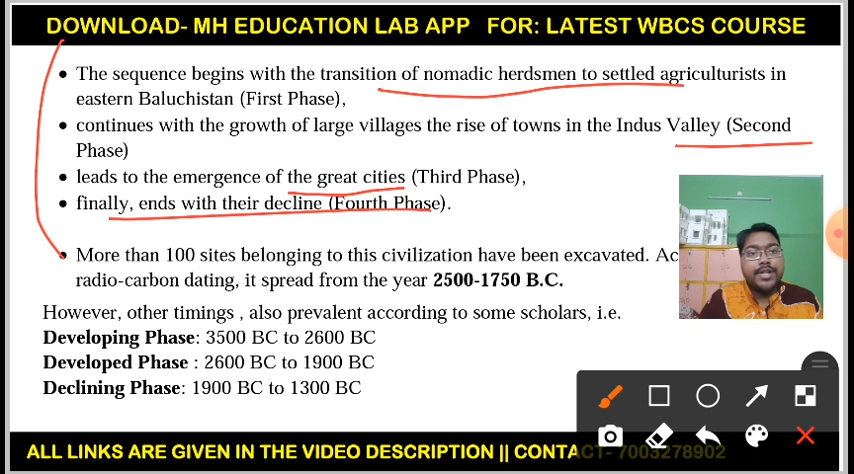 DOWNLOAD- MH EDUCATION LAB APP FOR: LATEST WBCS COURSE
• The sequence begins with the transition of nomadic herdsmen to settled agriculturists in
eastern Baluchistan (First Phase),
• continues with the growth of large villages the rise of towns in the Indus Valley (Second
Phase)
• leads to the emergence of the great cities (Third Phase),
• finally, ends with their decline (Fourth Phase).
• More than 100 sites belonging to this civilization have been excavated. Ac
radio-carbon dating, it spread from the year 2500-1750 B.C.
However, other timings , also prevalent according to some scholars, i.e.
Developing Phase: 3500 BC to 2600 BC
Developed Phase : 2600 BC to 1900 BC
Declining Phase: 1900 BC to 1300 BC
ALL LINKS ARE GIVEN IN THE VIDEO DESCRIPTION || CONTACT- 7003278902